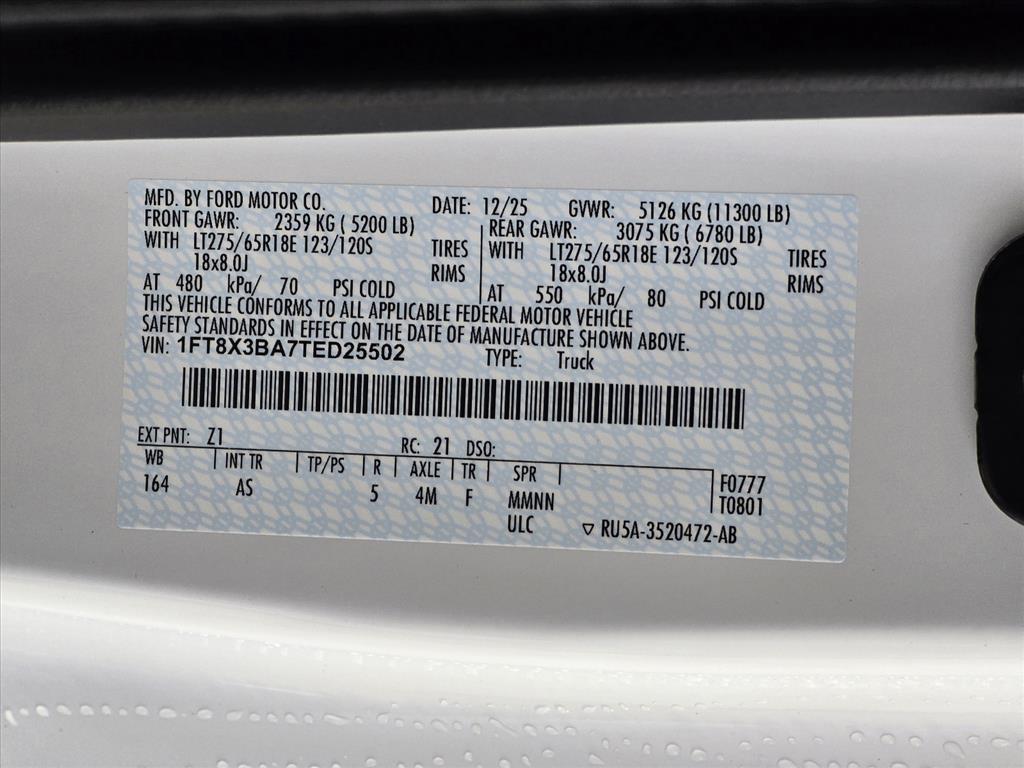 MFD. BY FORD MOTOR CO. DATE: 12/25 GVWR: 5126 KG (11300 LB)
FRONT GAWR: 2359 KG ( 5200 LB) REAR GAWR: 3075 KG ( 6780 LB)
WITH LT275/65R18E 123/120S TIRES WITH LT275/65R18E 123/120S TIRES
18x8.0J RIMS 18x8.0J RIMS
AT 480 kPa/ 70 PSI COLD AT 550 kPa/ 80 PSI COLD
THIS VEHICLE CONFORMS TO ALL APPLICABLE FEDERAL MOTOR VEHICLE
SAFETY STANDARDS IN EFFECT ON THE DATE OF MANUFACTURE SHOWN ABOVE.
VIN: 1FT8X3BA7TED25502 TYPE: Truck
EXT PNT: Z1 RC: 21 DSO:
WB INT TR TP/PS R AXLE TR SPR F0777
164 AS 5 4M F MMNN T0801
ULC ▽ RU5A-3520472-AB